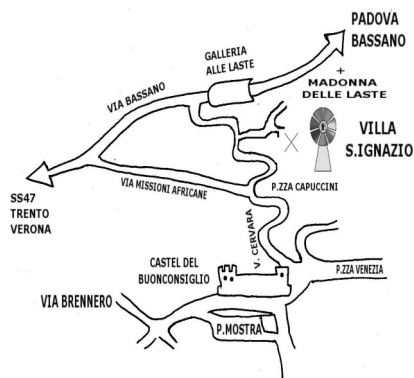 PADOVA
BASSANO
GALLERIA
ALLE LASTE
+
MADONNA
DELLE LASTE
VIA BASSANO
VILLA
S.IGNAZIO
SS47
TRENTO
VERONA
VIA MISSIONI AFRICANE
P.ZZA CAPUCCINI
V. CERVARA
CASTEL DEL
BUONCONSIGLIO
P.ZZA VENEZIA
VIA BRENNERO
P.MOSTRA